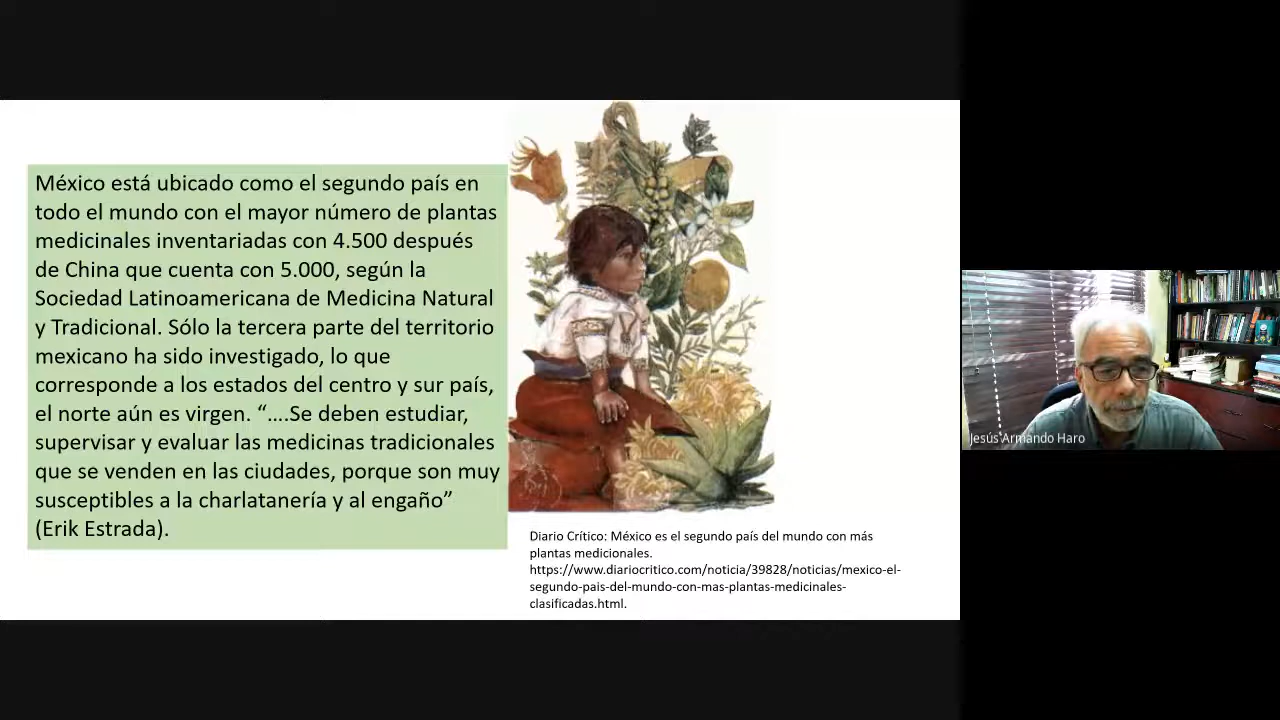 México está ubicado como el segundo país en
todo el mundo con el mayor número de plantas
medicinales inventariadas con 4.500 después
de China que cuenta con 5.000, según la
Sociedad Latinoamericana de Medicina Natural
y Tradicional. Sólo la tercera parte del territorio
mexicano ha sido investigado, lo que
corresponde a los estados del centro y sur país,
el norte aún es virgen. “….Se deben estudiar,
supervisar y evaluar las medicinas tradicionales
que se venden en las ciudades, porque son muy
susceptibles a la charlatanería y al engaño”
(Erik Estrada).
Diario Crítico: México es el segundo país del mundo con más
plantas medicionales.
https://www.diariocritico.com/noticia/39828/noticias/mexico-el-
segundo-pais-del-mundo-con-mas-plantas-medicinales-
clasificadas.html.
Jesús Armando Haro